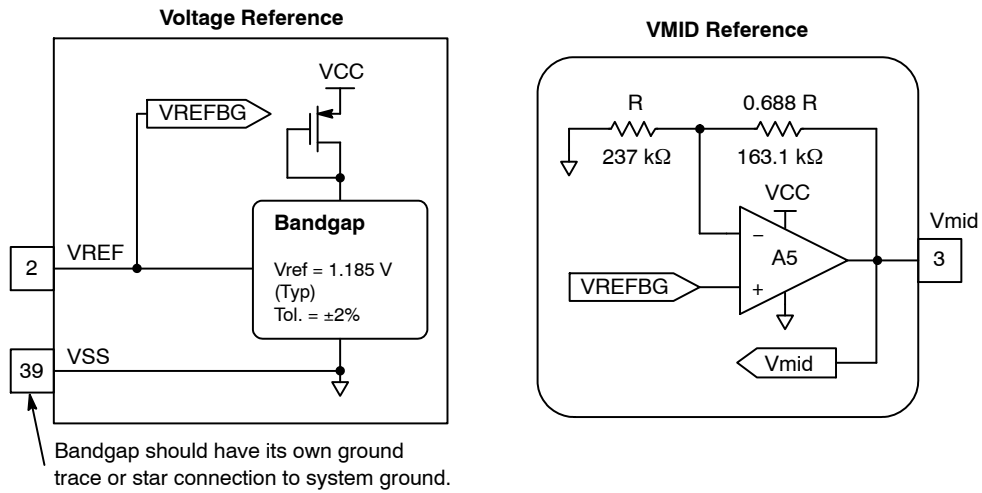 Voltage Reference
VCC
VREFBG
Bandgap
Vref = 1.185 V
(Typ)
Tol. = ±2%
2
VREF
39
VSS
Bandgap should have its own ground
trace or star connection to system ground.
VMID Reference
R
0.688 R
237 kΩ
163.1 kΩ
VCC
−
A5
+
VREFBG
Vmid
3
Vmid